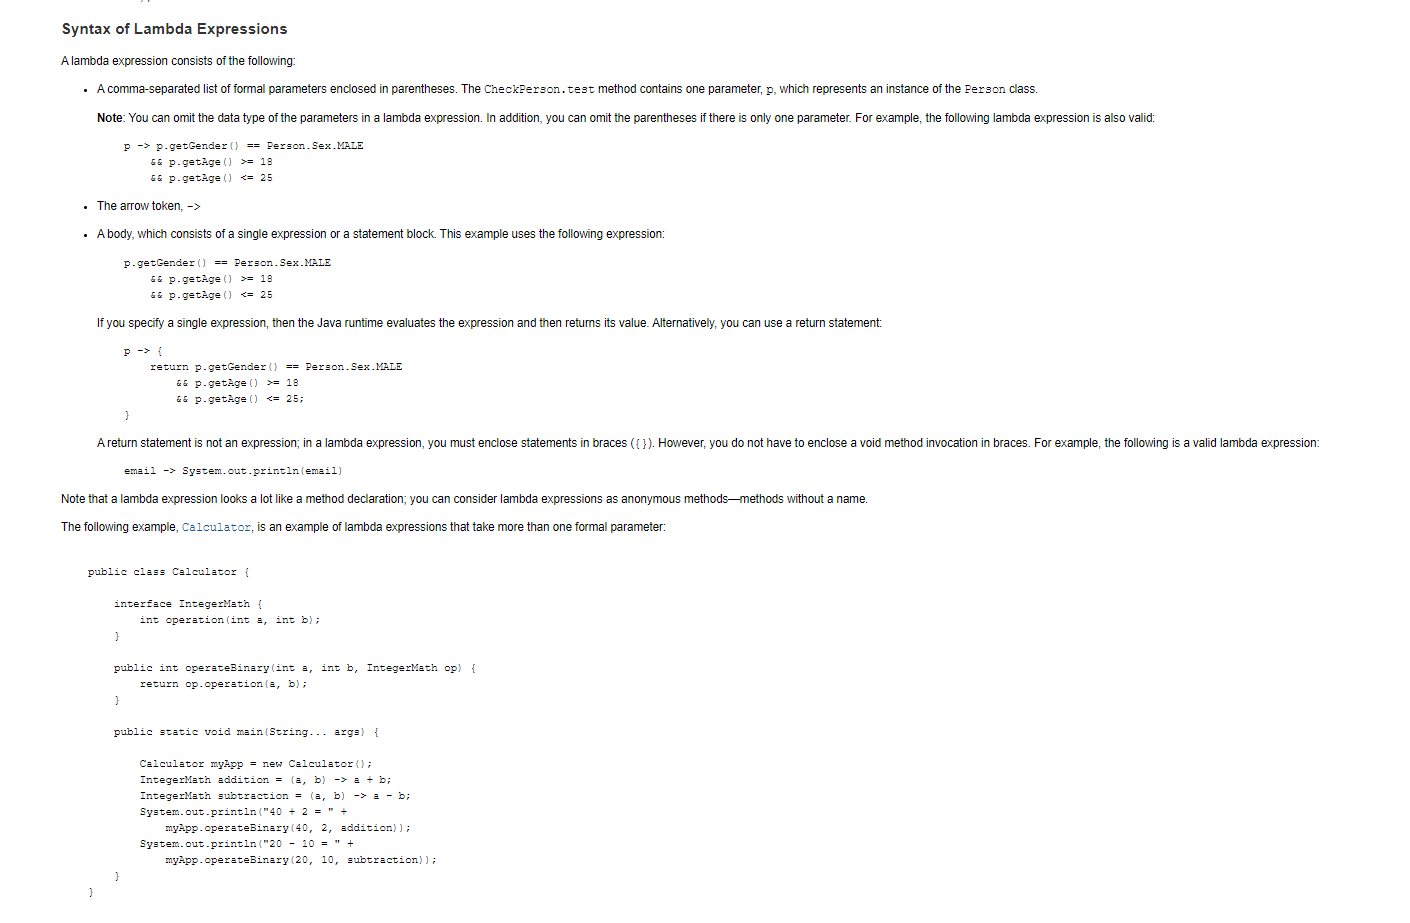 Syntax of Lambda Expressions
A lambda expression consists of the following:
• A comma-separated list of formal parameters enclosed in parentheses. The CheckPerson.test method contains one parameter, p, which represents an instance of the Person class.
Note: You can omit the data type of the parameters in a lambda expression. In addition, you can omit the parentheses if there is only one parameter. For example, the following lambda expression is also valid:
p -> p.getGender() == Person.Sex.MALE
    && p.getAge() >= 18
    && p.getAge() <= 25
• The arrow token, ->
• A body, which consists of a single expression or a statement block. This example uses the following expression:
p.getGender() == Person.Sex.MALE
    && p.getAge() >= 18
    && p.getAge() <= 25
If you specify a single expression, then the Java runtime evaluates the expression and then returns its value. Alternatively, you can use a return statement:
p -> {
    return p.getGender() == Person.Sex.MALE
        && p.getAge() >= 18
        && p.getAge() <= 25;
}
A return statement is not an expression; in a lambda expression, you must enclose statements in braces ({}). However, you do not have to enclose a void method invocation in braces. For example, the following is a valid lambda expression:
email -> System.out.println(email)
Note that a lambda expression looks a lot like a method declaration; you can consider lambda expressions as anonymous methods—methods without a name.
The following example, Calculator, is an example of lambda expressions that take more than one formal parameter:
public class Calculator {
    interface IntegerMath {
        int operation(int a, int b);
    }
    public int operateBinary(int a, int b, IntegerMath op) {
        return op.operation(a, b);
    }
    public static void main(String... args) {
        Calculator myApp = new Calculator();
        IntegerMath addition = (a, b) -> a + b;
        IntegerMath subtraction = (a, b) -> a - b;
        System.out.println("40 + 2 = " +
            myApp.operateBinary(40, 2, addition));
        System.out.println("20 - 10 = " +
            myApp.operateBinary(20, 10, subtraction));
    }
}